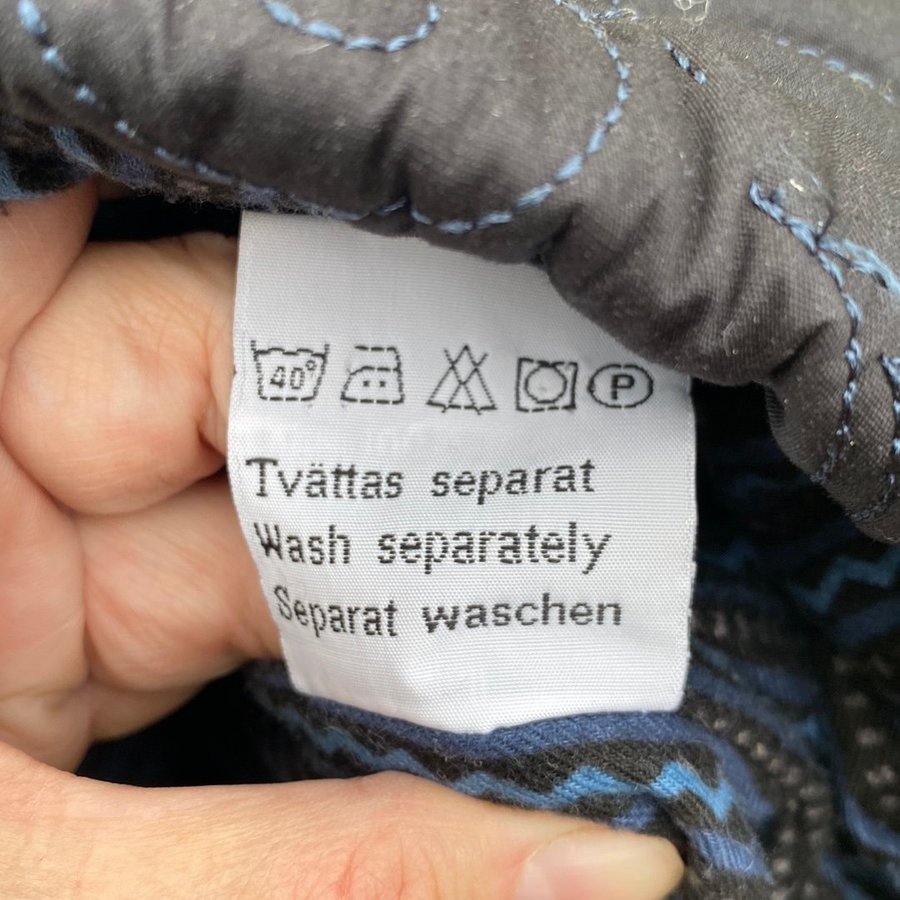 40° P
Tvättas separat
Wash separately
Separat waschen